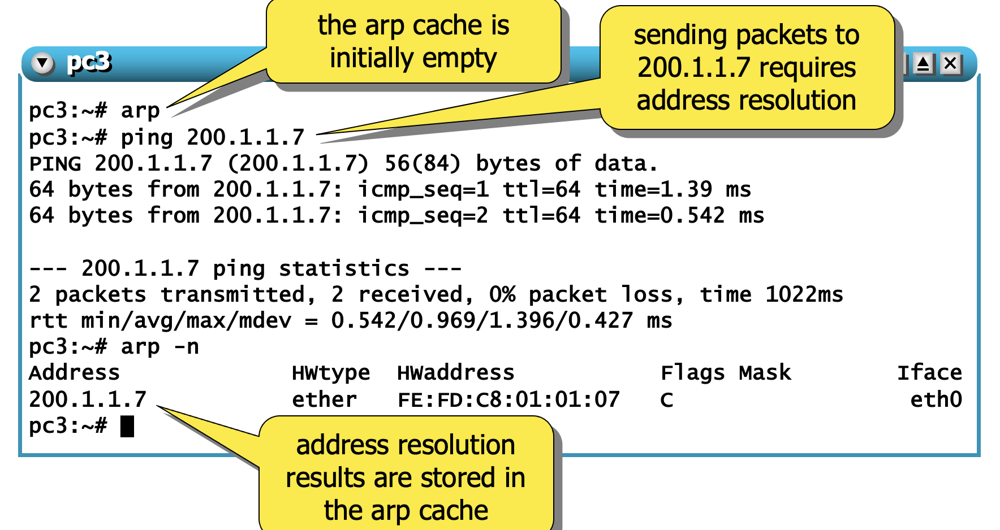 the arp cache is
initially empty
sending packets to
200.1.1.7 requires
address resolution
pc3
pc3:~# arp
pc3:~# ping 200.1.1.7
PING 200.1.1.7 (200.1.1.7) 56(84) bytes of data.
64 bytes from 200.1.1.7: icmp_seq=1 ttl=64 time=1.39 ms
64 bytes from 200.1.1.7: icmp_seq=2 ttl=64 time=0.542 ms
--- 200.1.1.7 ping statistics ---
2 packets transmitted, 2 received, 0% packet loss, time 1022ms
rtt min/avg/max/mdev = 0.542/0.969/1.396/0.427 ms
pc3:~# arp -n
Address HWtype HWaddress Flags Mask Iface
200.1.1.7 ether FE:FD:C8:01:01:07 C eth0
pc3:~#
address resolution
results are stored in
the arp cache